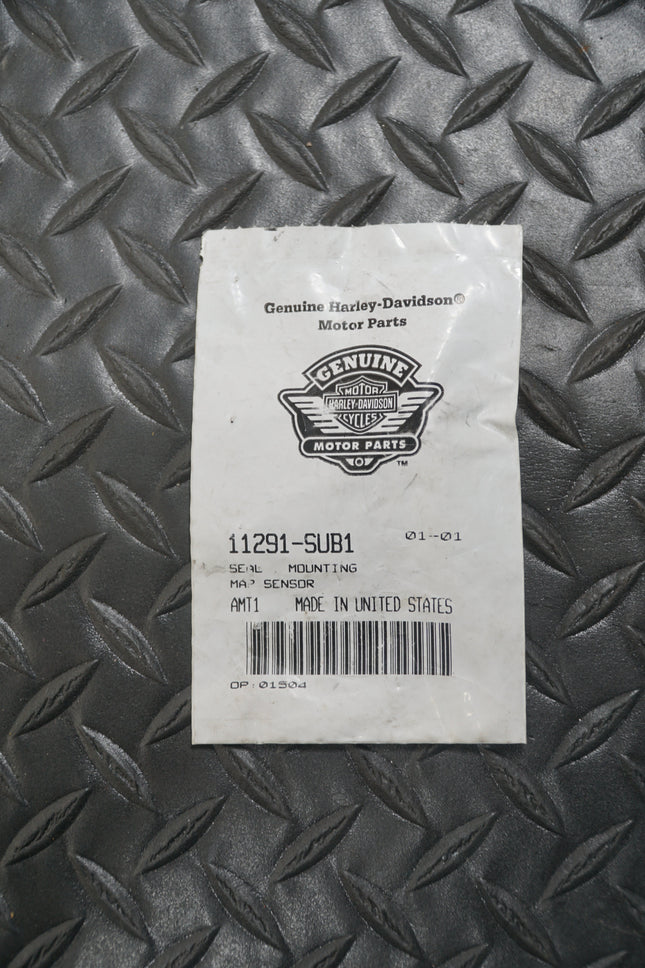 Genuine Harley-Davidson®
Motor Parts
GENUINE
MOTOR
HARLEY-DAVIDSON
CYCLES
MOTOR PARTS
TM
11291-SUB1 01-01
SEAL , MOUNTING
MAP SENSOR
AMT1 MADE IN UNITED STATES
OP:01504